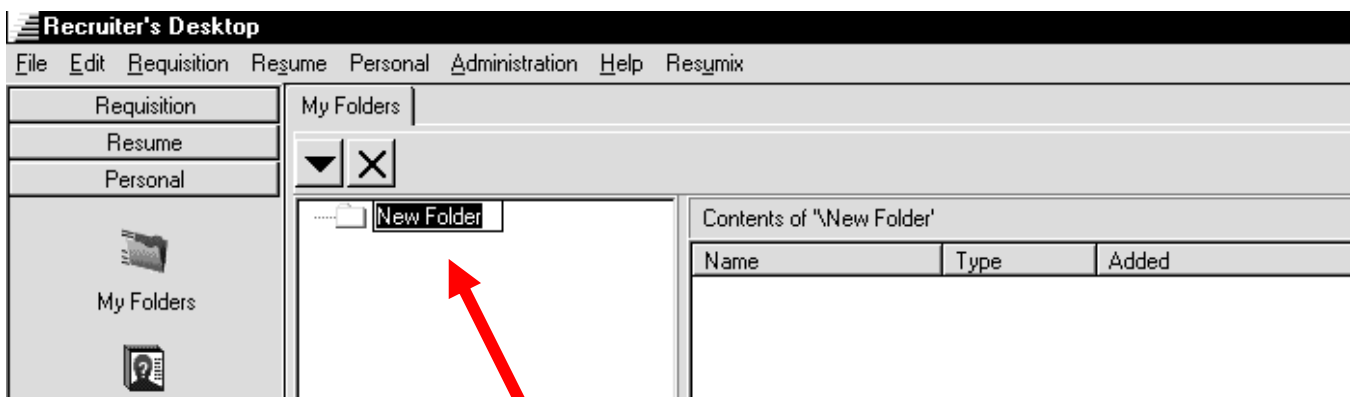 Recruiter's Desktop
File Edit Requisition Resume Personal Administration Help Resumix
Requisition
Resume
Personal
My Folders
My Folders
New Folder
Contents of '\New Folder'
Name Type Added